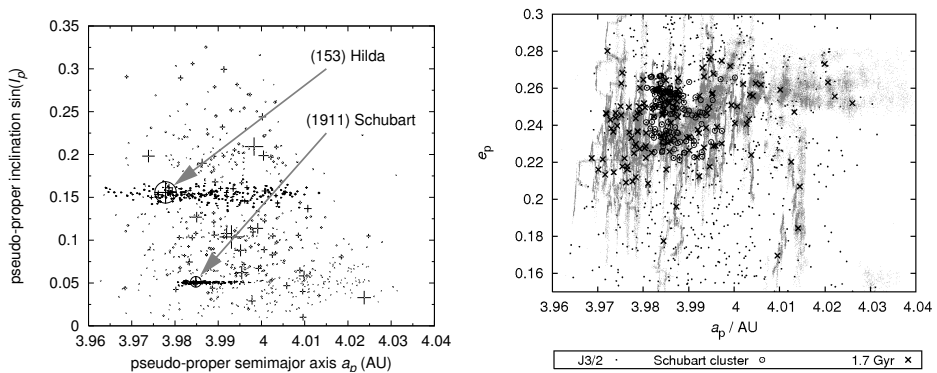 (153) Hilda
(1911) Schubart
0.35
0.3
0.25
0.2
0.15
0.1
0.05
0
pseudo-proper inclination sin(Ip)
3.96 3.97 3.98 3.99 4 4.01 4.02 4.03 4.04
pseudo-proper semimajor axis ap (AU)
0.3
0.28
0.26
0.24
0.22
0.2
0.18
0.16
ep
3.96 3.97 3.98 3.99 4 4.01 4.02 4.03 4.04
ap / AU
J3/2 Schubart cluster 1.7 Gyr